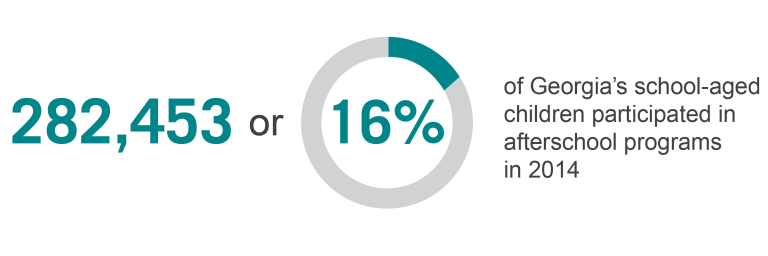 282,453 or 16%
of Georgia’s school-aged
children participated in
afterschool programs
in 2014